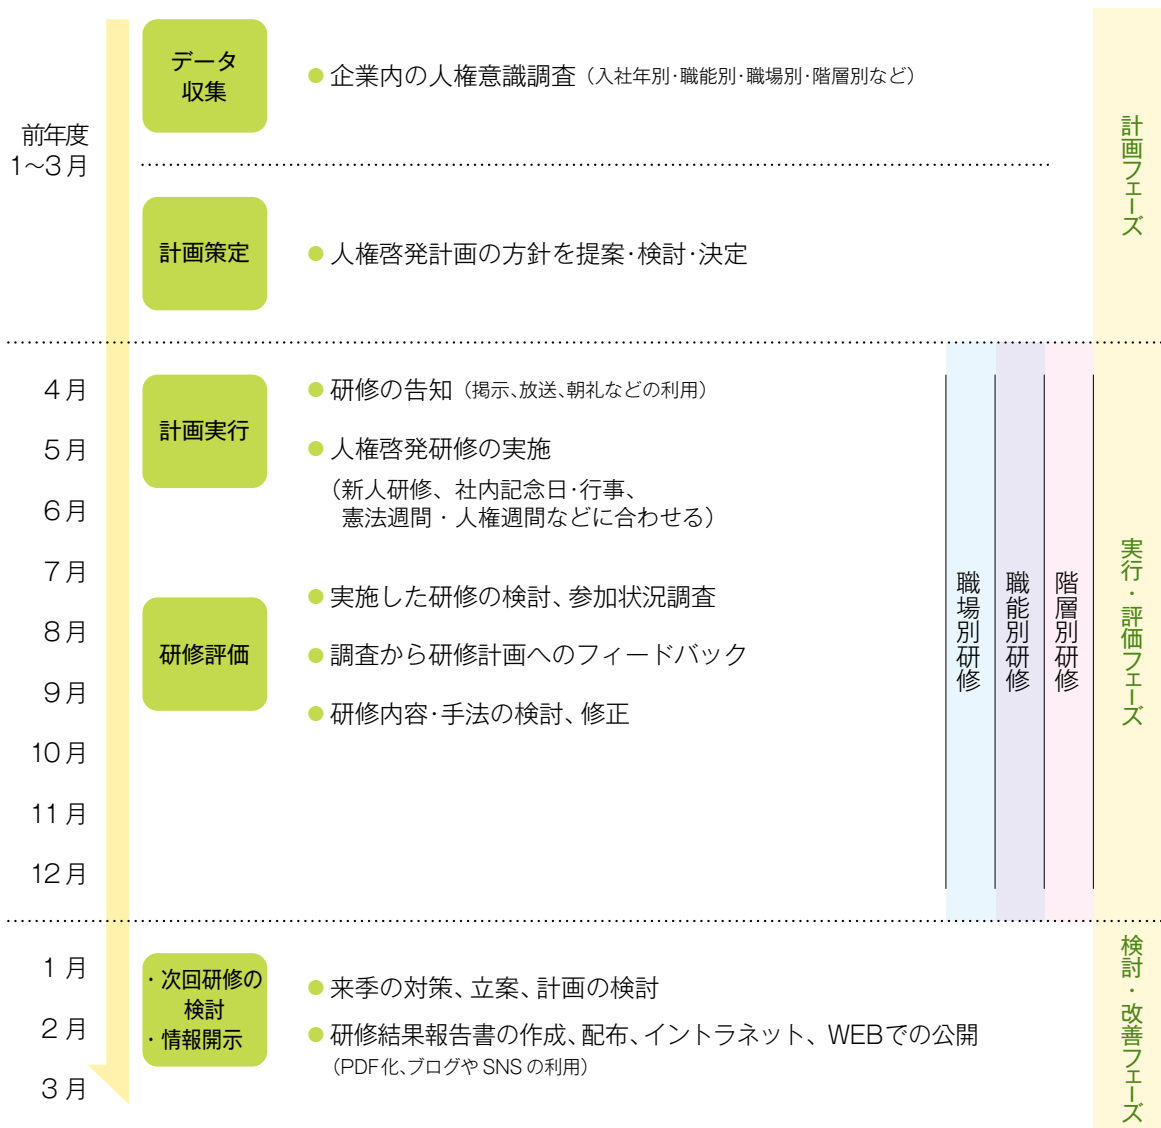 前年度
1〜3月
データ
収集
●企業内の人権意識調査(入社年別・職能別・職場別・階層別など)
計画策定
●人権啓発計画の方針を提案・検討・決定
計画フェーズ
4月
5月
6月
7月
8月
9月
10月
11月
12月
計画実行
●研修の告知(掲示、放送、朝礼などの利用)
●人権啓発研修の実施
(新人研修、社内記念日・行事、
憲法週間・人権週間などに合わせる)
研修評価
●実施した研修の検討、参加状況調査
●調査から研修計画へのフィードバック
●研修内容・手法の検討、修正
職場別研修
職能別研修
階層別研修
実行・評価フェーズ
1月
2月
3月
・次回研修の
検討
・情報開示
●来季の対策、立案、計画の検討
●研修結果報告書の作成、配布、イントラネット、WEBでの公開
(PDF化、ブログや SNS の利用)
検討・改善フェーズ